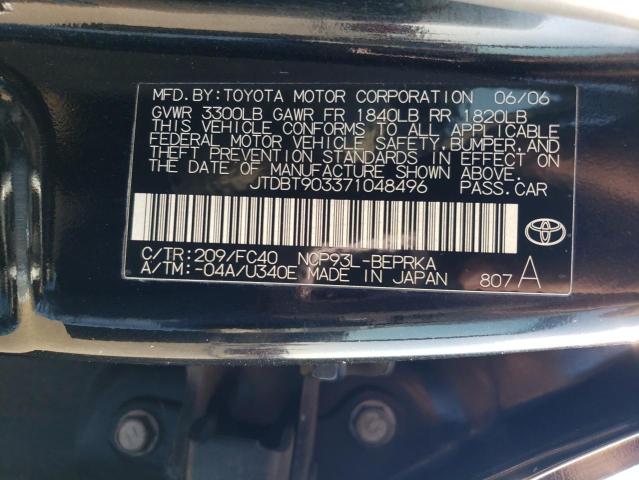 MFD.BY:TOYOTA MOTOR CORPORATION 06/06
GVWR 3300LB GAWR FR 1840LB RR 1820LB
THIS VEHICLE CONFORMS TO ALL APPLICABLE
FEDERAL MOTOR VEHICLE SAFETY,BUMPER,AND
THEFT PREVENTION STANDARDS IN EFFECT ON
THE DATE OF MANUFACTURE SHOWN ABOVE.
JTDBT903371048496 PASS.CAR
C/TR:209/FC40 NCP93L-BEPRKA
A/TM:-04A/U340E MADE IN JAPAN 807 A